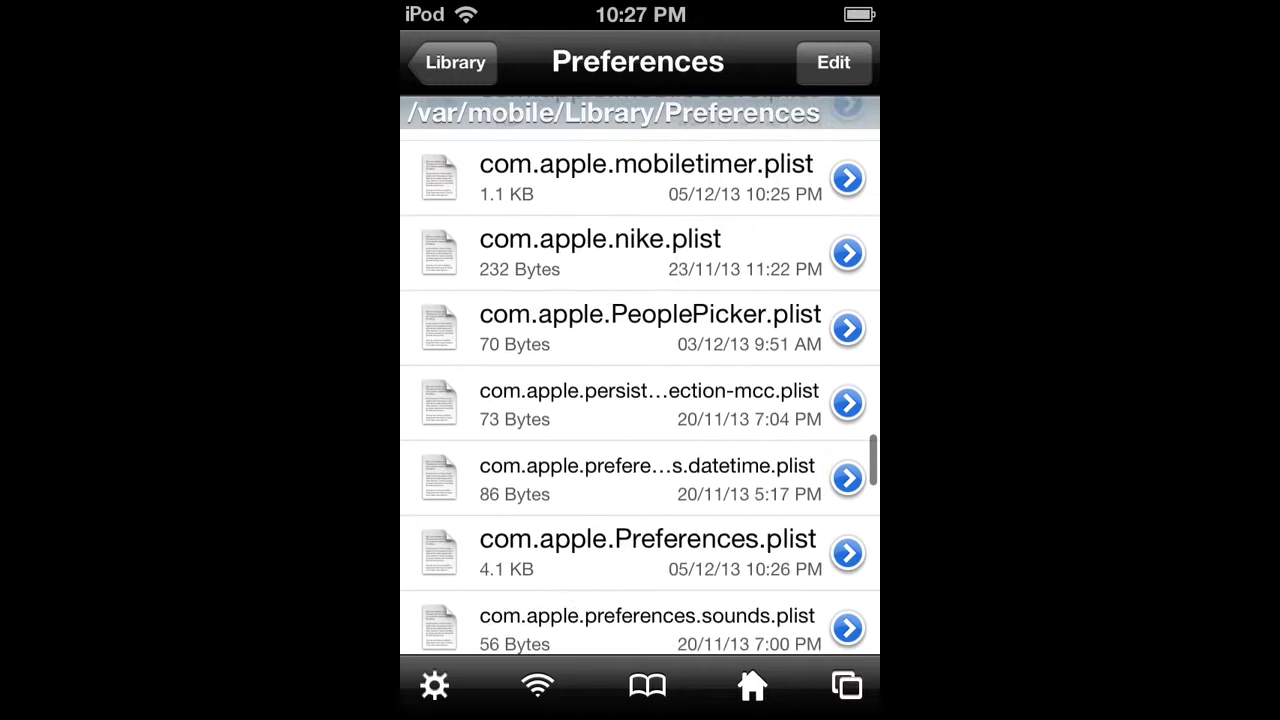 iPod 10:27 PM
Library Preferences Edit
/var/mobile/Library/Preferences
com.apple.mobiletimer.plist
1.1 KB 05/12/13 10:25 PM
com.apple.nike.plist
232 Bytes 23/11/13 11:22 PM
com.apple.PeoplePicker.plist
70 Bytes 03/12/13 9:51 AM
com.apple.persist...ection-mcc.plist
73 Bytes 20/11/13 7:04 PM
com.apple.prefere...s.datetime.plist
86 Bytes 20/11/13 5:17 PM
com.apple.Preferences.plist
4.1 KB 05/12/13 10:26 PM
com.apple.preferences.sounds.plist
56 Bytes 20/11/13 7:00 PM